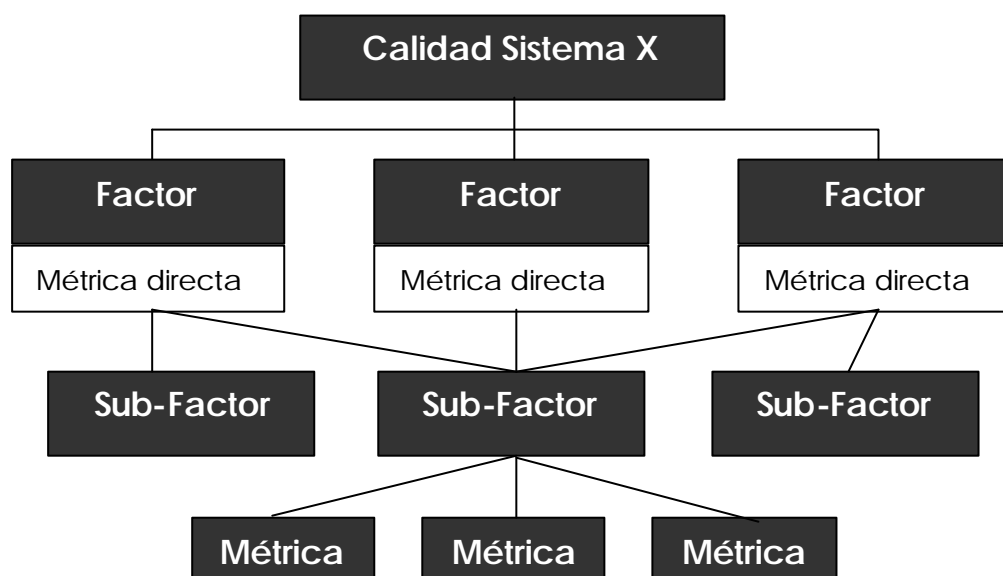 Calidad Sistema X
Factor Factor Factor
Métrica directa Métrica directa Métrica directa
Sub-Factor Sub-Factor Sub-Factor
Métrica Métrica Métrica